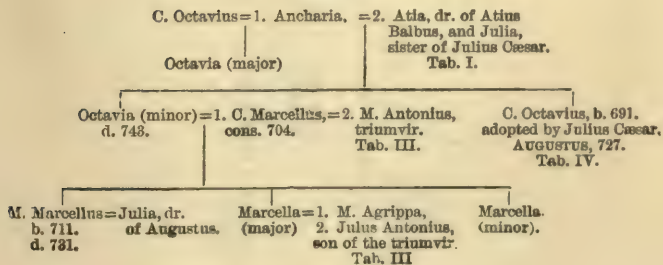 C. Octavius = 1. Ancharia, = 2. Atia, dr. of Atius
Balbus, and Julia,
sister of Julius Cæsar.
Tab. I.
Octavia (major)
Octavia (minor) = 1. C. Marcellus, = 2. M. Antonius,
d. 743. cons. 704. triumvir.
Tab. III.
C. Octavius, b. 691.
adopted by Julius Cæsar,
AUGUSTUS, 727.
Tab. IV.
M. Marcellus = Julia, dr.
b. 711. of Augustus.
d. 731.
Marcella = 1. M. Agrippa,
(major) 2. Julus Antonius,
son of the triumvir.
Tab. III
Marcella
(minor).